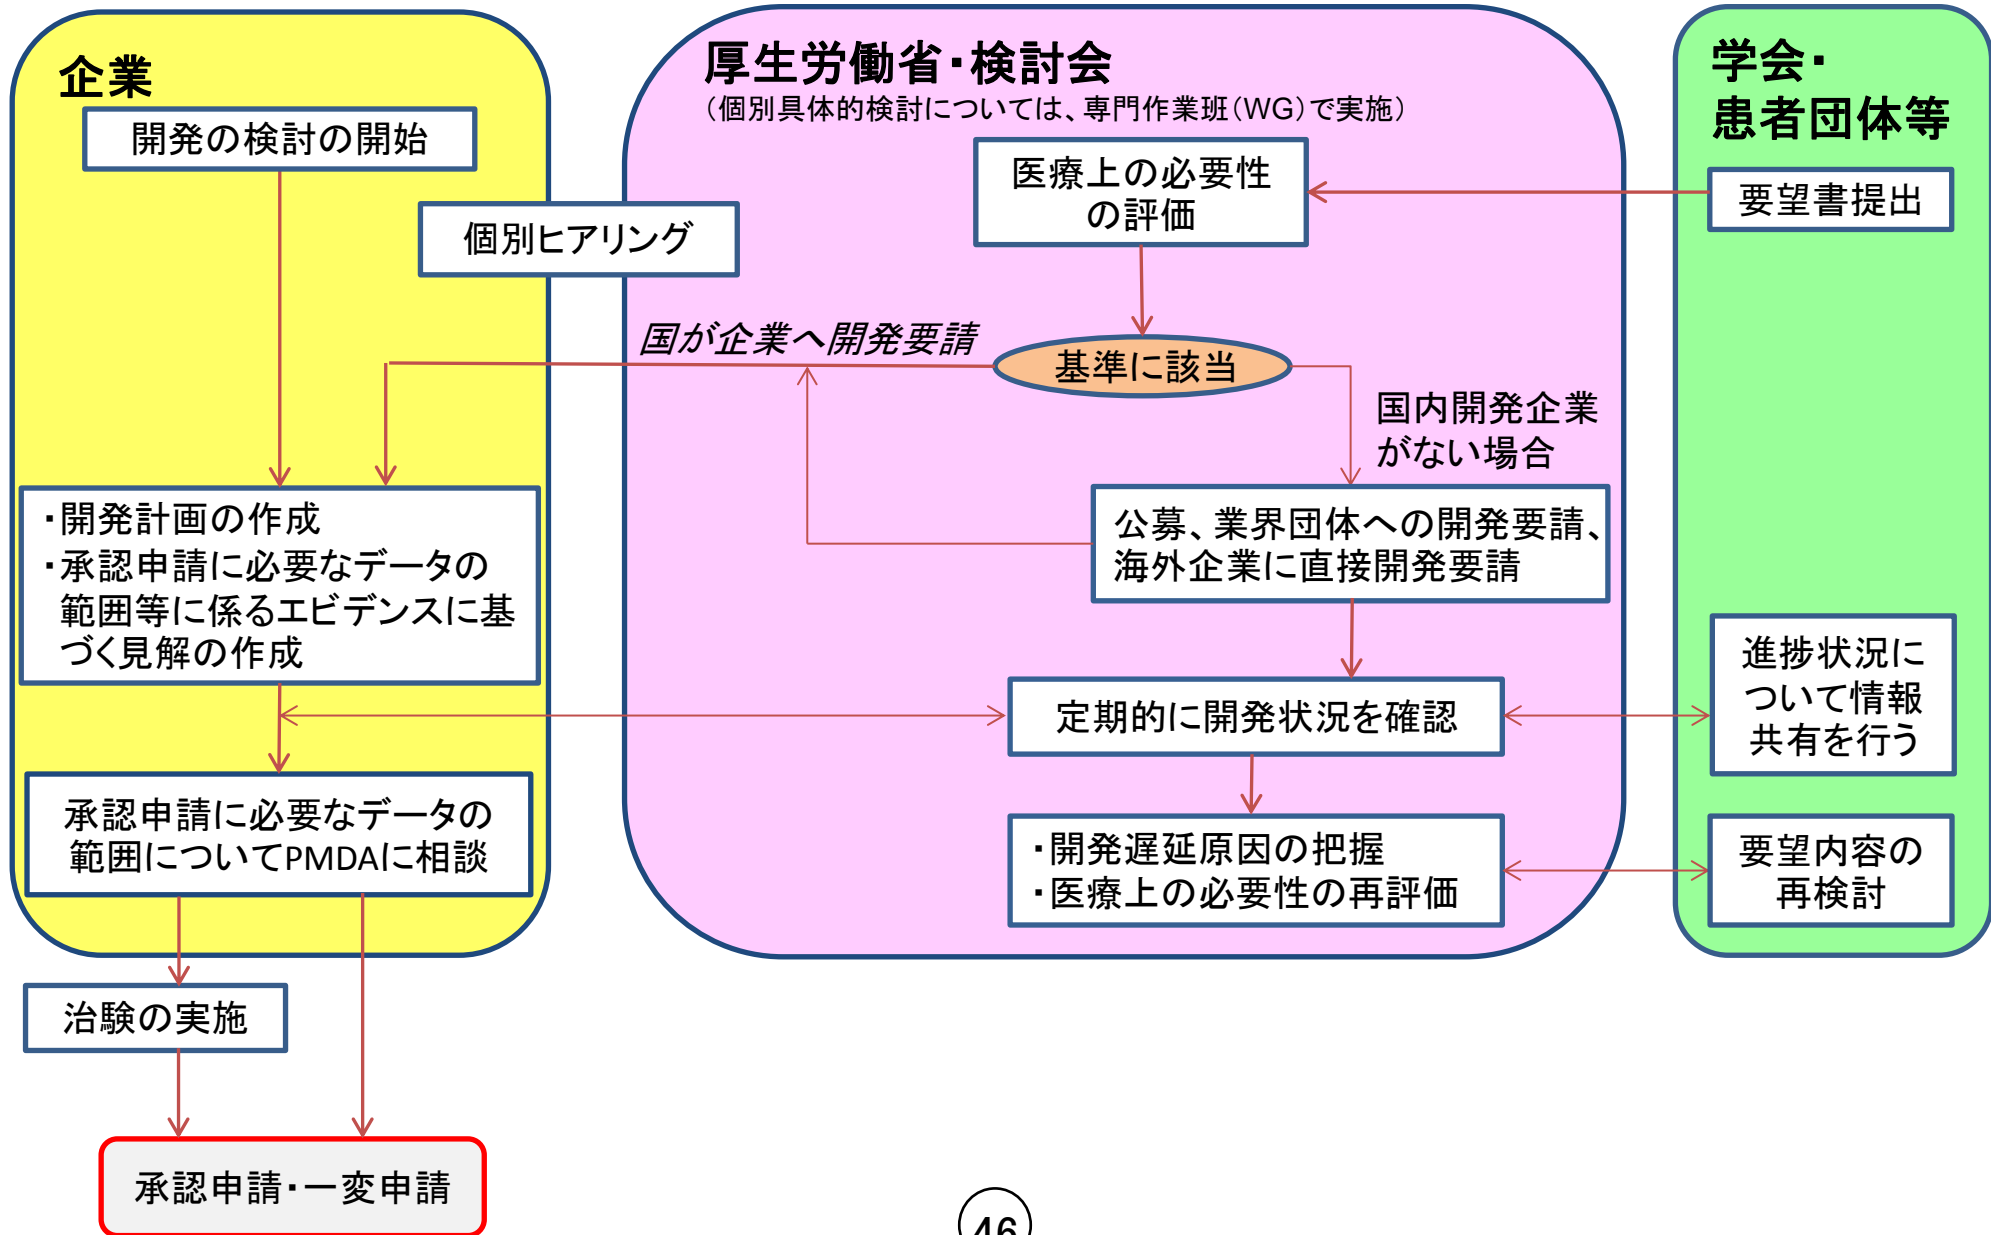 企業
開発の検討の開始
個別ヒアリング
・開発計画の作成
・承認申請に必要なデータの
範囲等に係るエビデンスに基
づく見解の作成
承認申請に必要なデータの
範囲についてPMDAに相談
治験の実施
承認申請・一変申請
厚生労働省・検討会
（個別具体的検討については、専門作業班（WG）で実施）
医療上の必要性
の評価
国が企業へ開発要請
基準に該当
国内開発企業
がない場合
公募、業界団体への開発要請、
海外企業に直接開発要請
定期的に開発状況を確認
・開発遅延原因の把握
・医療上の必要性の再評価
学会・
患者団体等
要望書提出
進捗状況に
ついて情報
共有を行う
要望内容の
再検討
46